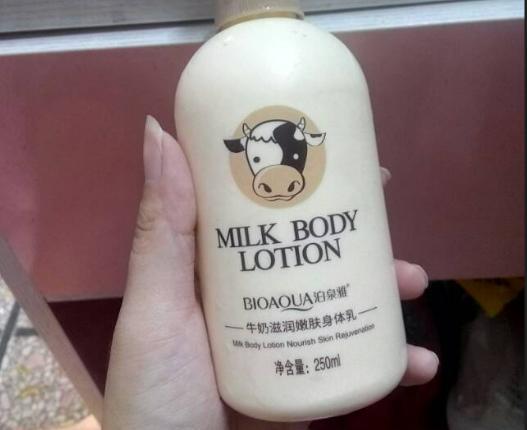 MILK BODY
LOTION
BIOAQUA泊泉雅®
牛奶滋润嫩肤身体乳
Milk Body Lotion Nourish Skin Rejuvenation
净含量：250ml